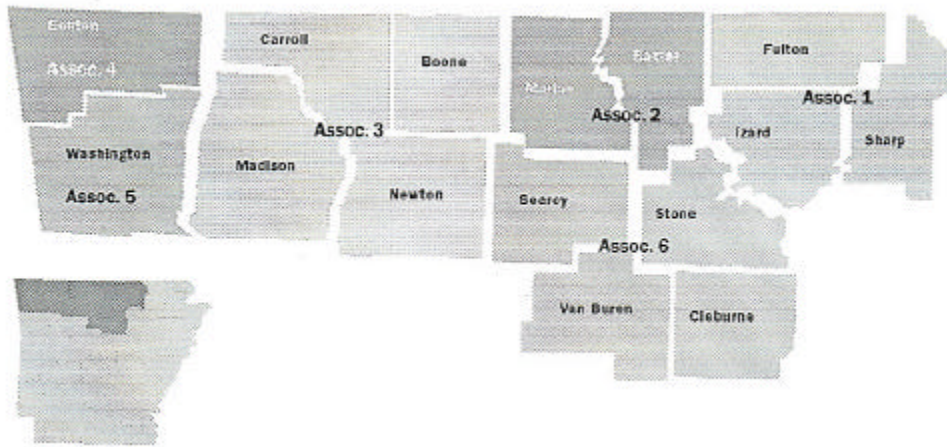 Benton
Assoc. 4
Washington
Assoc. 5
Carroll
Boone
Assoc. 3
Madison
Newton
Marion
Baxter
Assoc. 2
Fulton
Assoc. 1
Izard
Sharp
Searcy
Stone
Assoc. 6
Van Buren
Cleburne